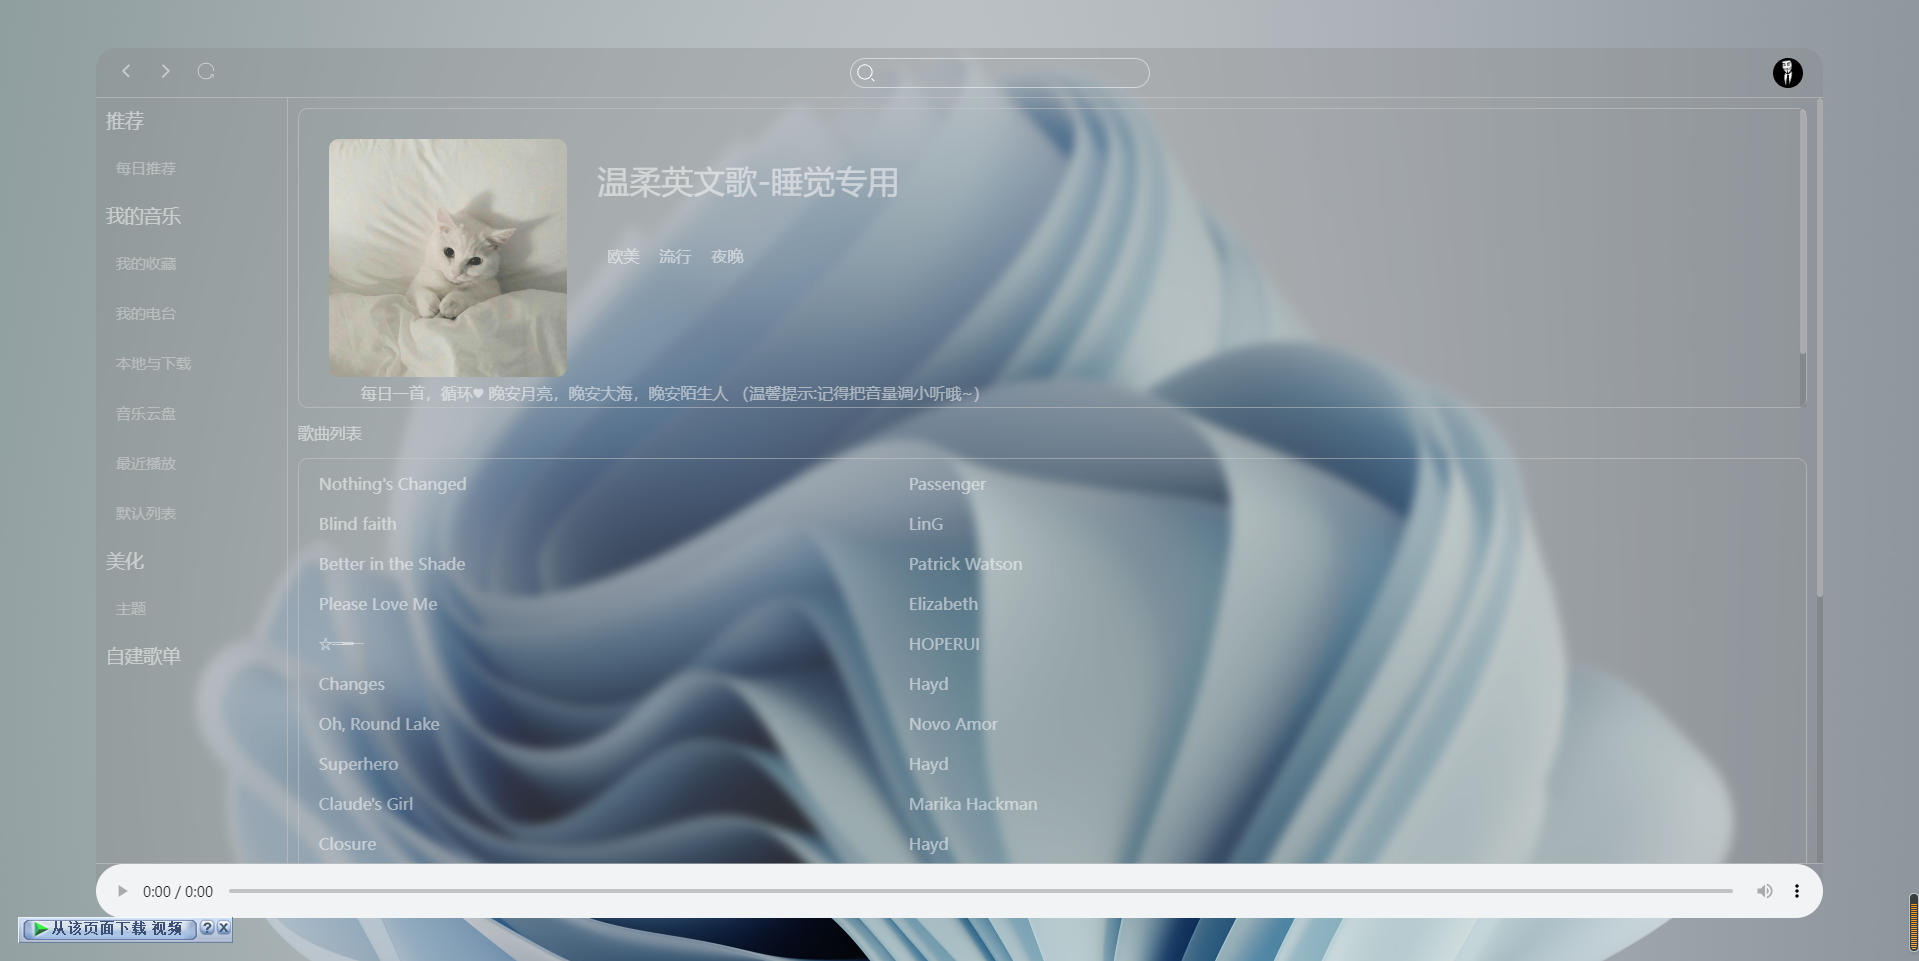 推荐
每日推荐
我的音乐
我的收藏
我的电台
本地与下载
音乐云盘
最近播放
默认列表
美化
主题
自建歌单
温柔英文歌-睡觉专用
欧美 流行 夜晚
每日一首，循环♥ 晚安月亮，晚安大海，晚安陌生人 （温馨提示:记得把音量调小听哦~）
歌曲列表
Nothing's Changed Passenger
Blind faith LinG
Better in the Shade Patrick Watson
Please Love Me Elizabeth
☆══━── HOPERUI
Changes Hayd
Oh, Round Lake Novo Amor
Superhero Hayd
Claude's Girl Marika Hackman
Closure Hayd
0:00 / 0:00
从该页面下载 视频 ? X